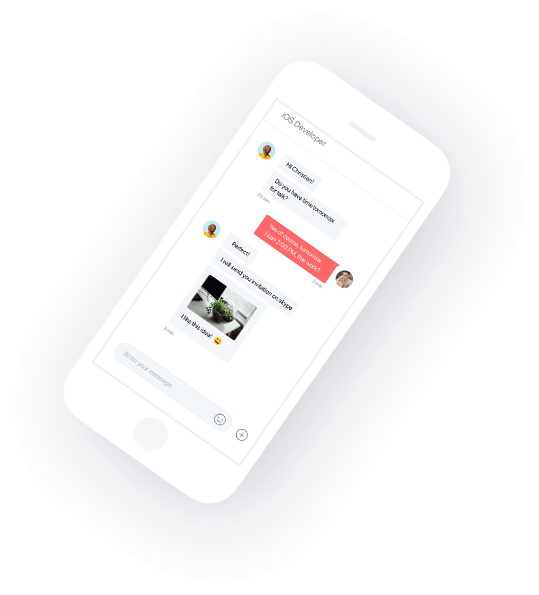 iOS Developer
Hi Christian!
Do you have time tomorrow
for talk?
20 min
Yes of course, tomorrow
I can 2:00 PM, this work?
5 min
Perfect!
I will send you invitation on skype
I like this idea! 😀
3 min
Write your message